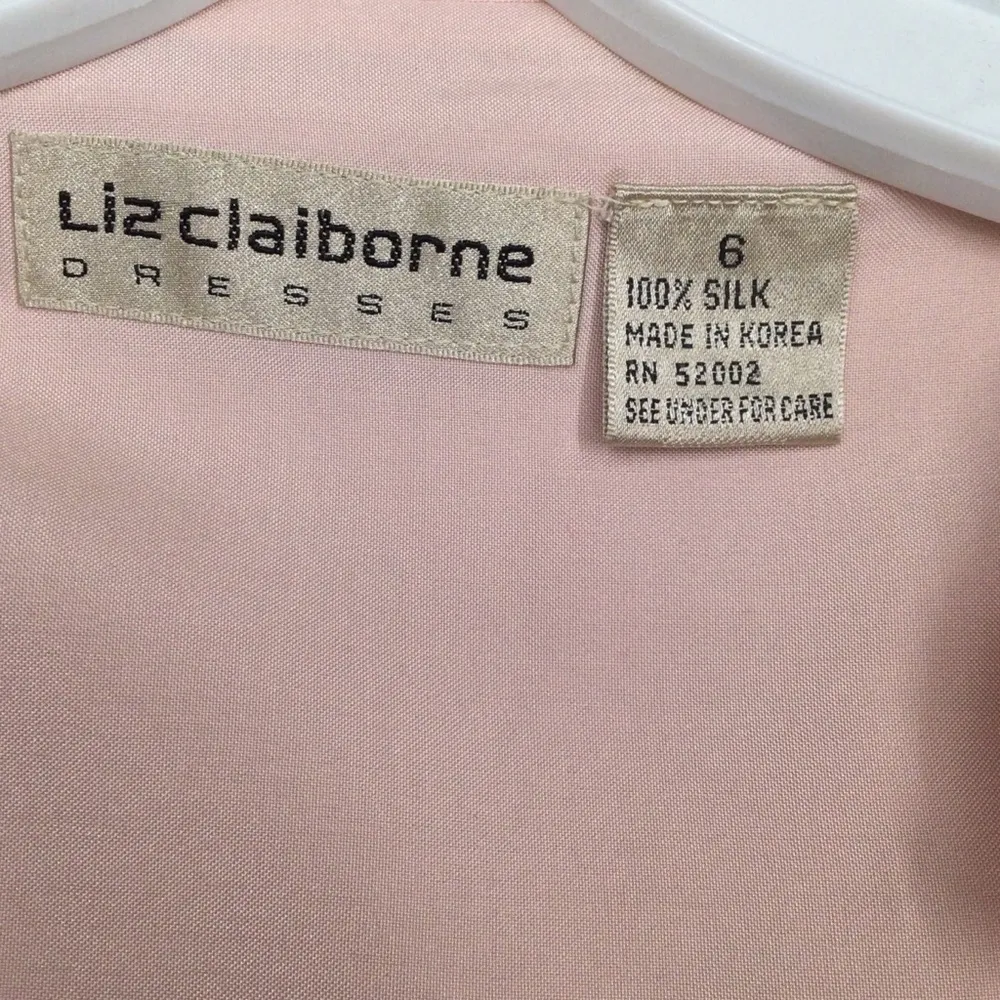 Liz claiborne
DRESSES
6
100% SILK
MADE IN KOREA
RN 52002
SEE UNDER FOR CARE